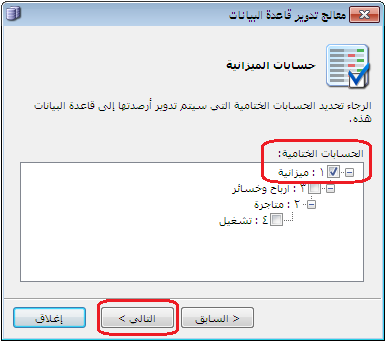 معالج تدوير قاعدة البيانات
حسابات الميزانية
الرجاء تحديد الحسابات الختامية التي سيتم تدوير أرصدتها إلى قاعدة البيانات
هذه.
الحسابات الختامية:
١ : ميزانية
٣ : ارباح وخسائر
٢ : متاجرة
٤ : تشغيل
< السابق
التالي >
إغلاق